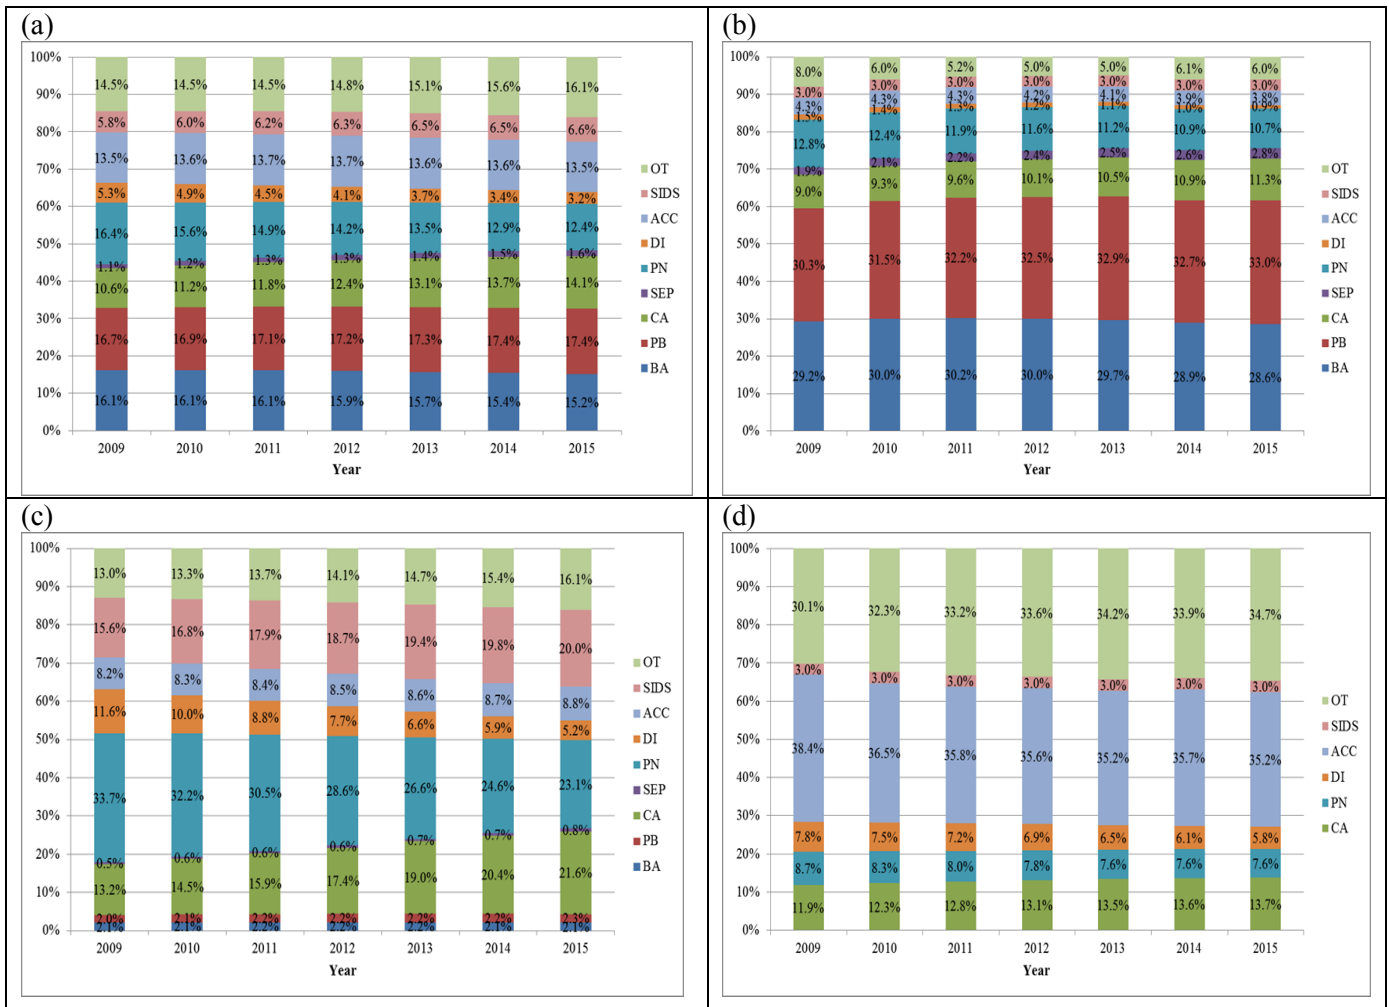 (a)
100%
14.5% 14.5% 14.5% 14.8% 15.1% 15.6% 16.1%
90%
5.8% 6.0% 6.2% 6.3% 6.5% 6.5% 6.6%
80%
13.5% 13.6% 13.7% 13.7% 13.6% 13.6% 13.5%
70%
5.3% 4.9% 4.5% 4.1% 3.7% 3.4% 3.2%
60%
16.4% 15.6% 14.9% 14.2% 13.5% 12.9% 12.4%
50%
1.1% 1.2% 1.3% 1.3% 1.4% 1.5% 1.6%
40%
10.6% 11.2% 11.8% 12.4% 13.1% 13.7% 14.1%
30%
16.7% 16.9% 17.1% 17.2% 17.3% 17.4% 17.4%
20%
10%
16.1% 16.1% 16.1% 15.9% 15.7% 15.4% 15.2%
0%
2009 2010 2011 2012 2013 2014 2015
Year
OT
SIDS
ACC
DI
PN
SEP
CA
PB
BA
(b)
100%
8.0% 6.0% 5.2% 5.0% 5.0% 6.1% 6.0%
90%
3.0% 3.0% 3.0% 3.0% 3.0% 3.0% 3.0%
4.3% 4.3% 4.3% 4.2% 4.1% 3.9% 3.8%
1.5% 1.4% 1.3% 1.2% 1.1% 1.0% 0.9%
80%
12.8% 12.4% 11.9% 11.6% 11.2% 10.9% 10.7%
70%
1.9% 2.1% 2.2% 2.4% 2.5% 2.6% 2.8%
9.0% 9.3% 9.6% 10.1% 10.5% 10.9% 11.3%
60%
50%
30.3% 31.5% 32.2% 32.5% 32.9% 32.7% 33.0%
40%
30%
20%
29.2% 30.0% 30.2% 30.0% 29.7% 28.9% 28.6%
10%
0%
2009 2010 2011 2012 2013 2014 2015
Year
OT
SIDS
ACC
DI
PN
SEP
CA
PB
BA
(c)
100%
13.0% 13.3% 13.7% 14.1% 14.7% 15.4% 16.1%
90%
80%
15.6% 16.8% 17.9% 18.7% 19.4% 19.8% 20.0%
70%
8.2% 8.3% 8.4% 8.5% 8.6% 8.7% 8.8%
60%
11.6% 10.0% 8.8% 7.7% 6.6% 5.9% 5.2%
50%
40%
33.7% 32.2% 30.5% 28.6% 26.6% 24.6% 23.1%
30%
20%
0.5% 0.6% 0.6% 0.6% 0.7% 0.7% 0.8%
13.2% 14.5% 15.9% 17.4% 19.0% 20.4% 21.6%
10%
2.0% 2.1% 2.2% 2.2% 2.2% 2.2% 2.3%
2.1% 2.1% 2.2% 2.2% 2.2% 2.1% 2.1%
0%
2009 2010 2011 2012 2013 2014 2015
Year
OT
SIDS
ACC
DI
PN
SEP
CA
PB
BA
(d)
100%
90%
30.1% 32.3% 33.2% 33.6% 34.2% 33.9% 34.7%
80%
70%
3.0% 3.0% 3.0% 3.0% 3.0% 3.0% 3.0%
60%
50%
38.4% 36.5% 35.8% 35.6% 35.2% 35.7% 35.2%
40%
30%
7.8% 7.5% 7.2% 6.9% 6.5% 6.1% 5.8%
20%
8.7% 8.3% 8.0% 7.8% 7.6% 7.6% 7.6%
10%
11.9% 12.3% 12.8% 13.1% 13.5% 13.6% 13.7%
0%
2009 2010 2011 2012 2013 2014 2015
Year
OT
SIDS
ACC
DI
PN
CA